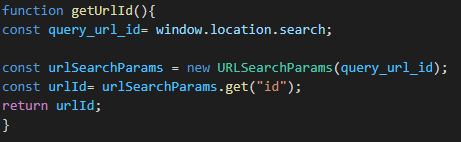 function getUrlId(){
const query_url_id= window.location.search;
const urlSearchParams = new URLSearchParams(query_url_id);
const urlId= urlSearchParams.get("id");
return urlId;
}